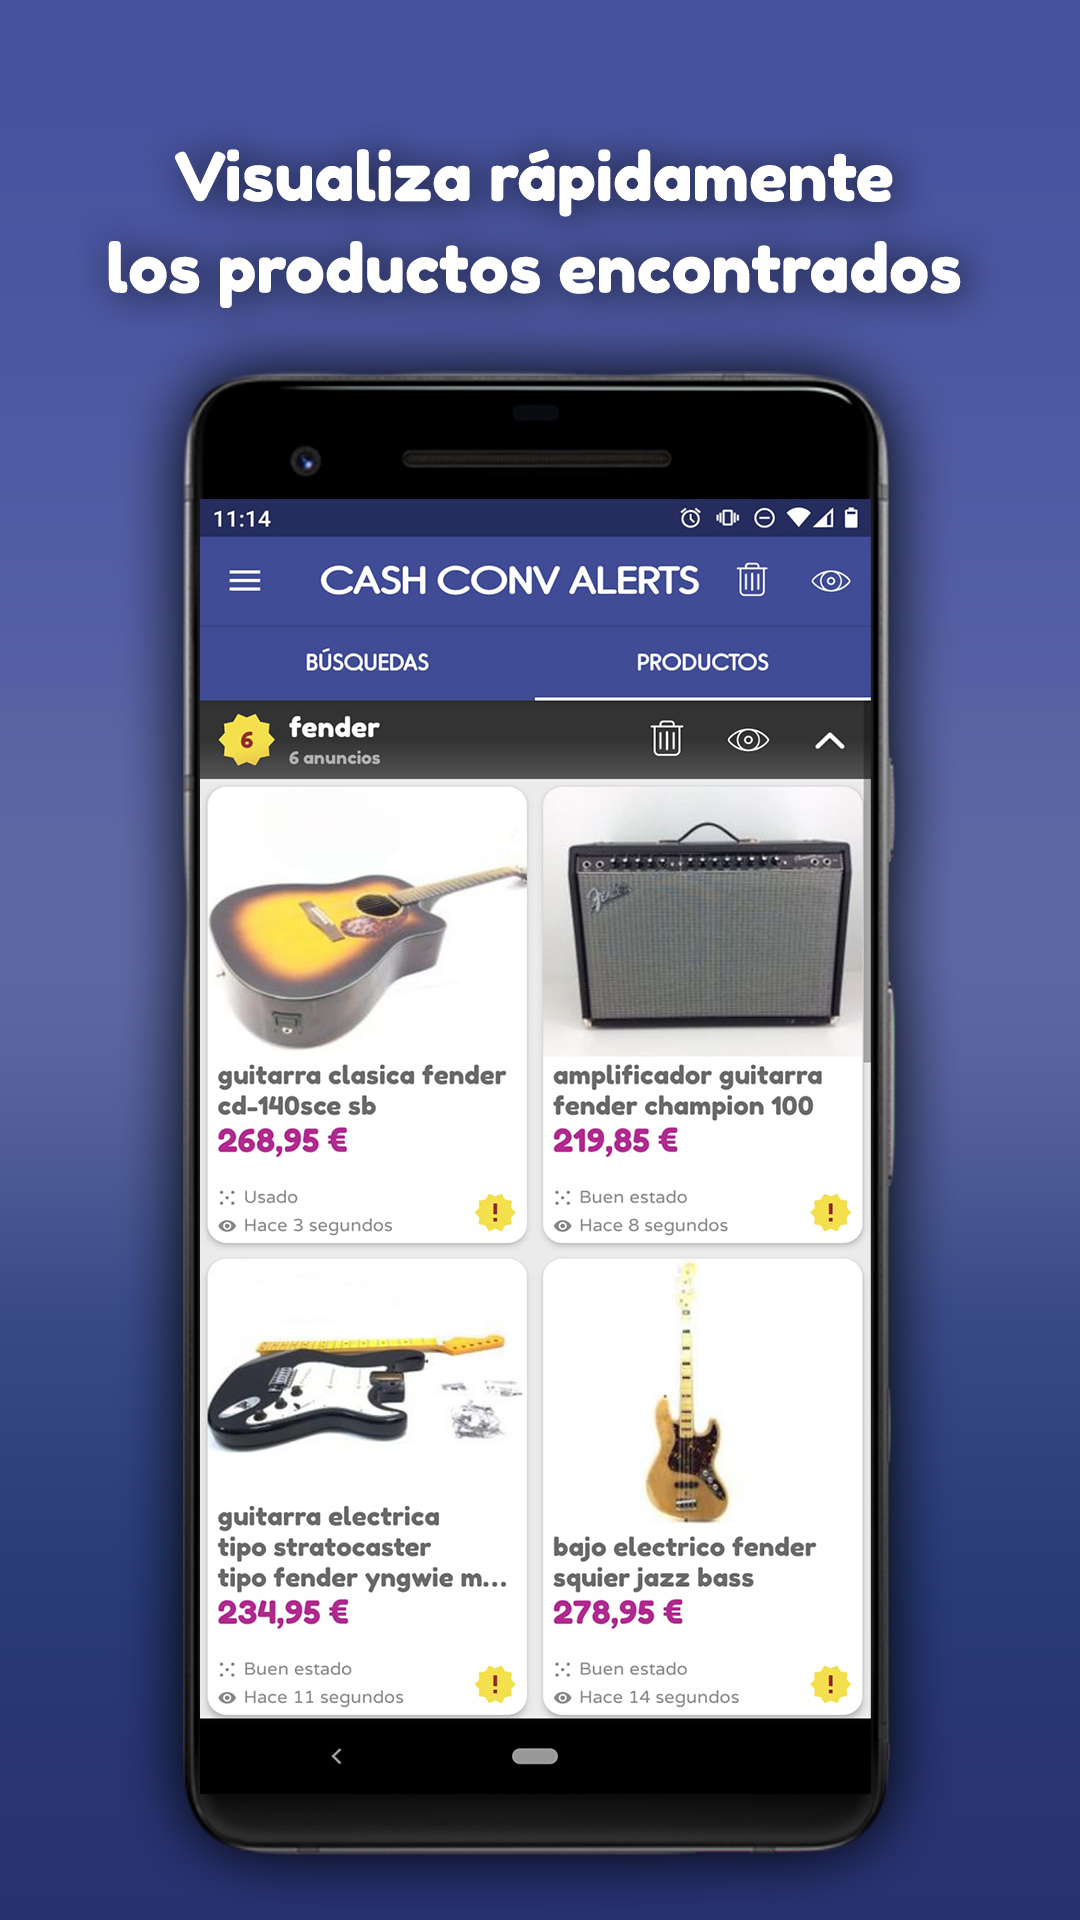 Visualiza rápidamente
los productos encontrados
11:14
CASH CONV ALERTS
BÚSQUEDAS
PRODUCTOS
6
fender
6 anuncios
Fender
guitarra clasica fender
cd-140sce sb
268,95 €
Usado
Hace 3 segundos
!
amplificador guitarra
fender champion 100
219,85 €
Buen estado
Hace 8 segundos
!
guitarra electrica
tipo stratocaster
tipo fender yngwie m...
234,95 €
Buen estado
Hace 11 segundos
!
bajo electrico fender
squier jazz bass
278,95 €
Buen estado
Hace 14 segundos
!